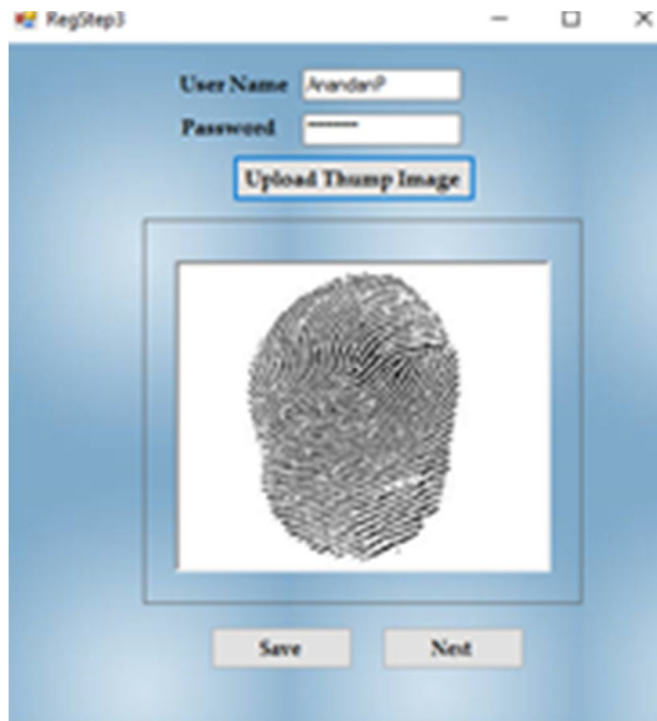 RegStep3
User Name AnandanP
Password
Upload Thump Image
Save Next